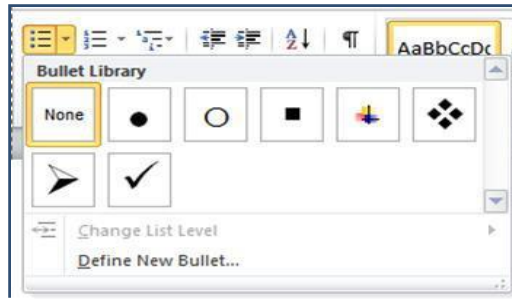 AaBbCcDc
Bullet Library
None
Change List Level
Define New Bullet...